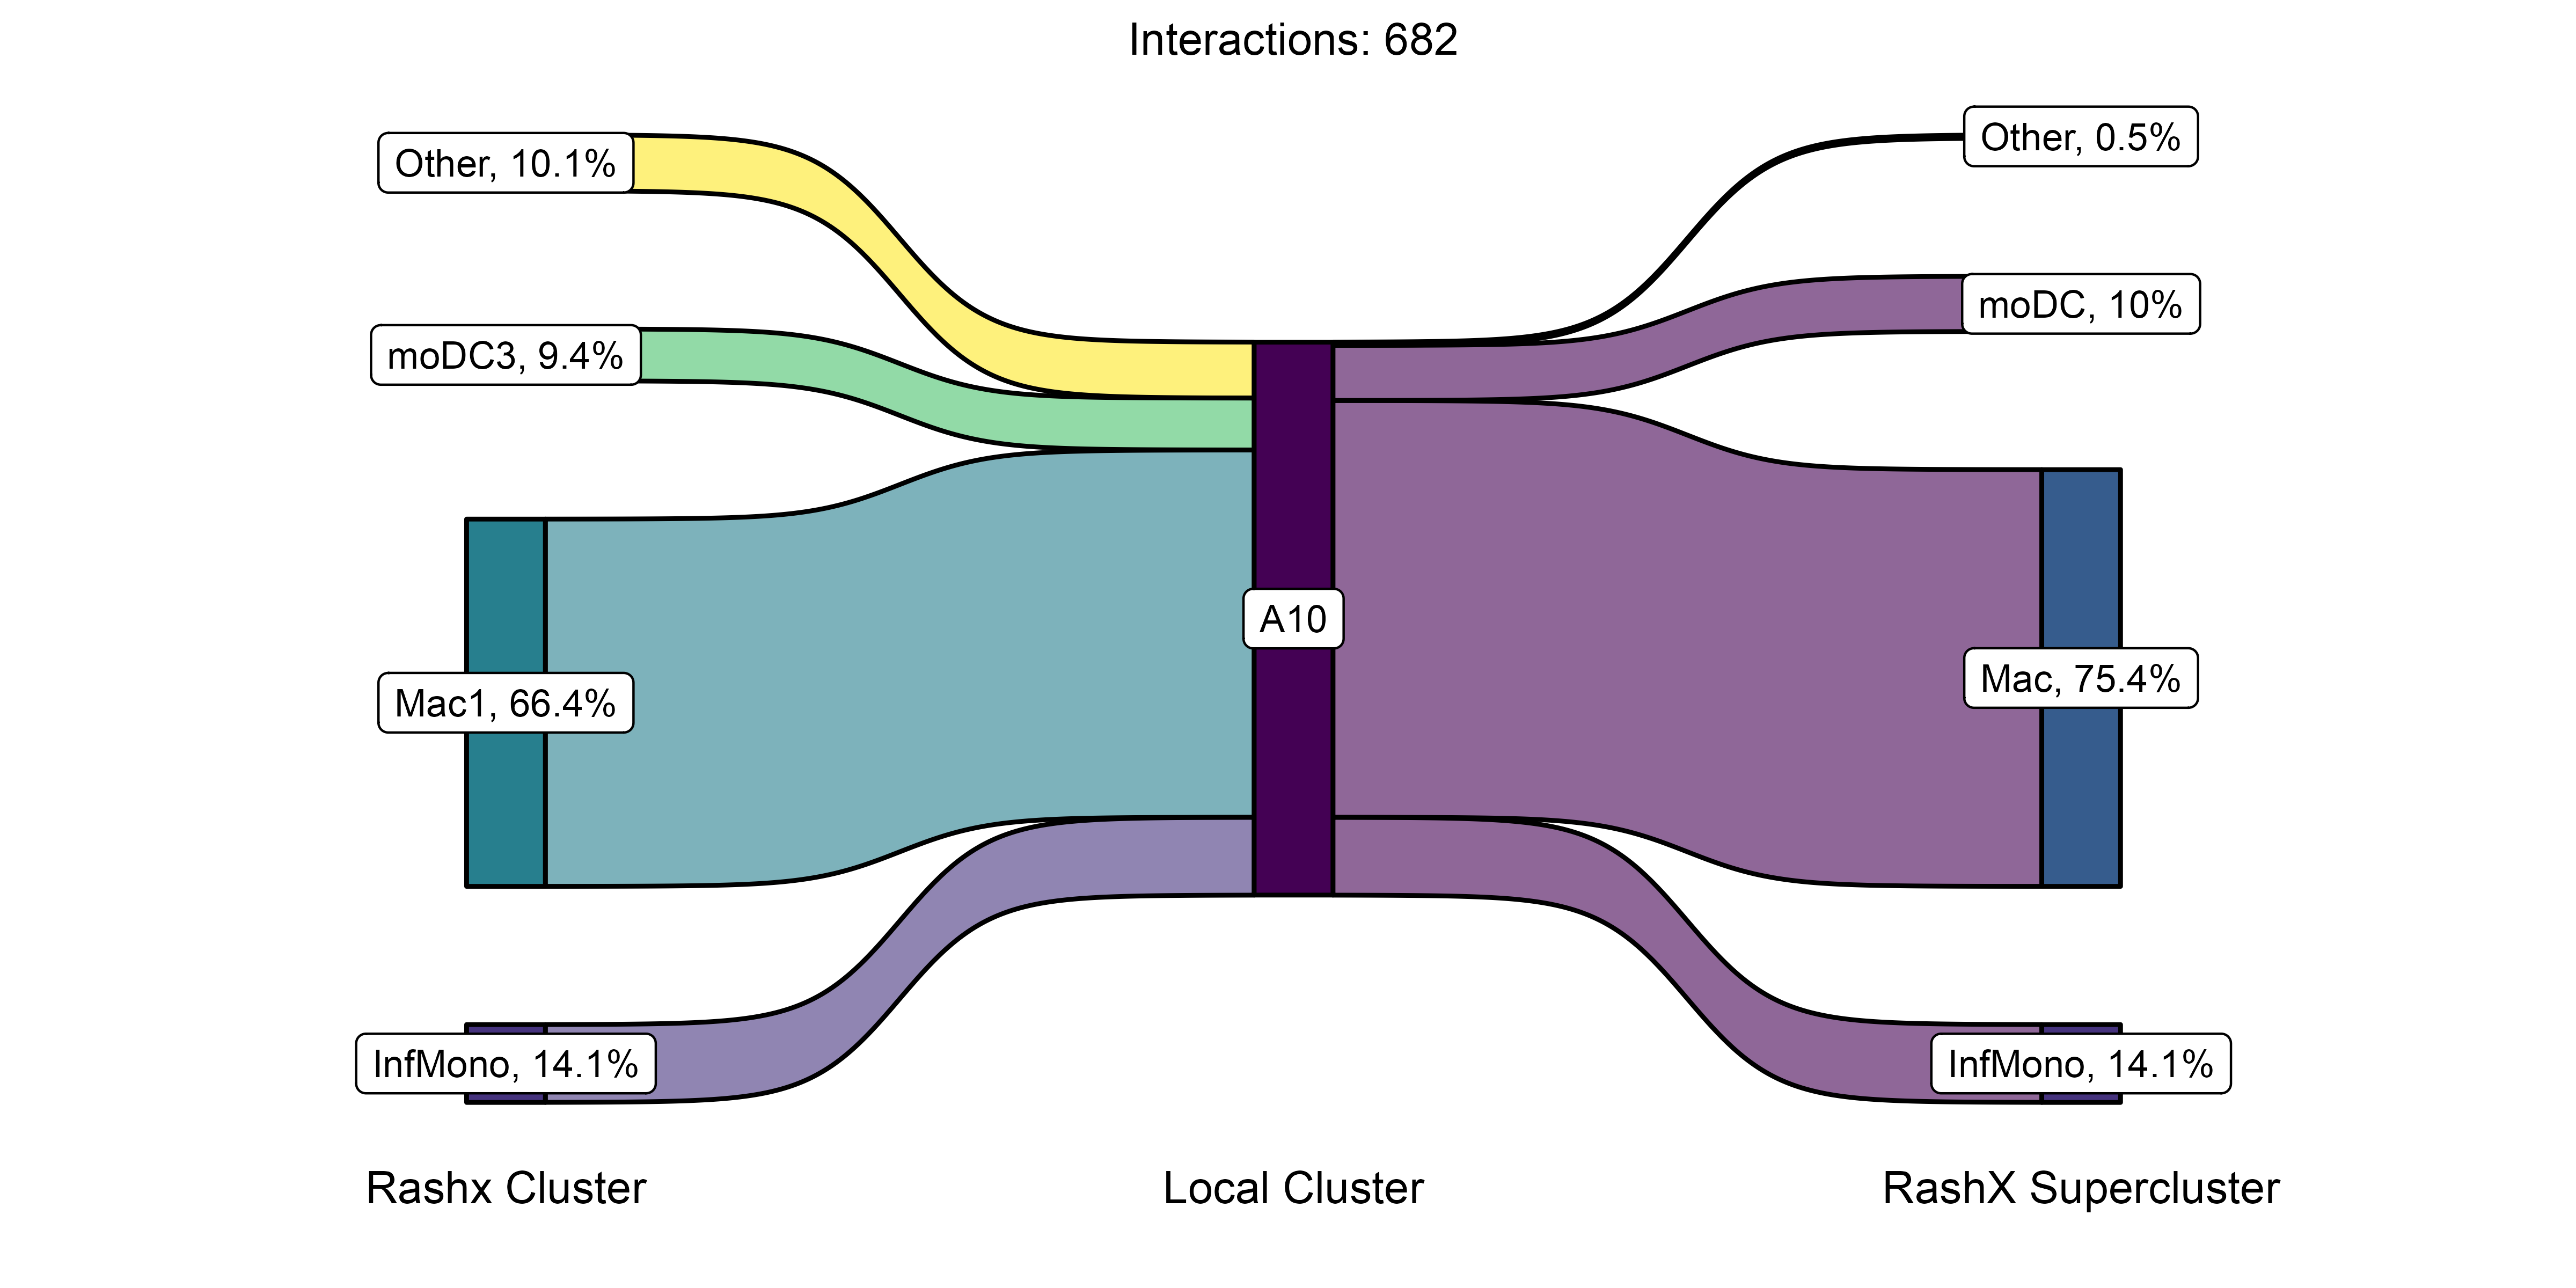 Interactions: 682
Other, 10.1%
Other, 0.5%
moDC, 10%
moDC3, 9.4%
A10
Mac1, 66.4%
Mac, 75.4%
InfMono, 14.1%
InfMono, 14.1%
Rashx Cluster
Local Cluster
RashX Supercluster